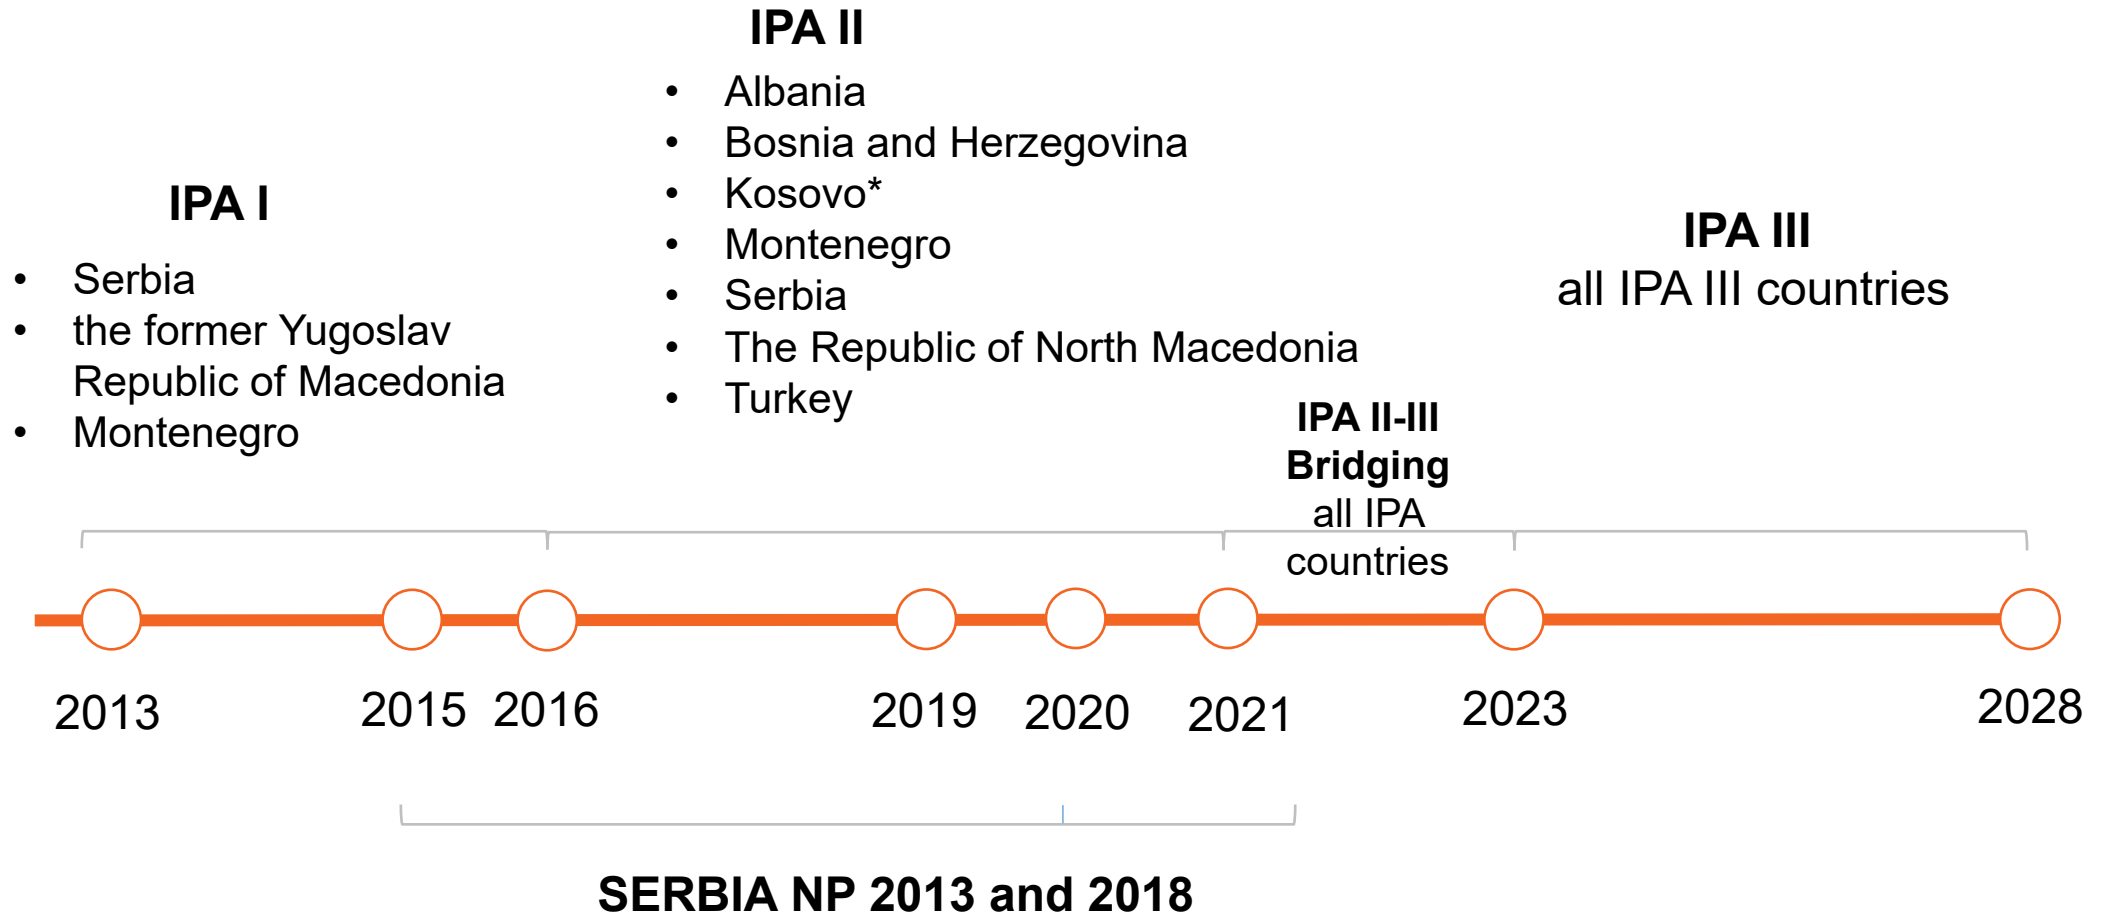 IPA I
• Serbia
• the former Yugoslav
Republic of Macedonia
• Montenegro
IPA II
• Albania
• Bosnia and Herzegovina
• Kosovo*
• Montenegro
• Serbia
• The Republic of North Macedonia
• Turkey
IPA II-III
Bridging
all IPA
countries
IPA III
all IPA III countries
2013 2015 2016 2019 2020 2021 2023 2028
SERBIA NP 2013 and 2018